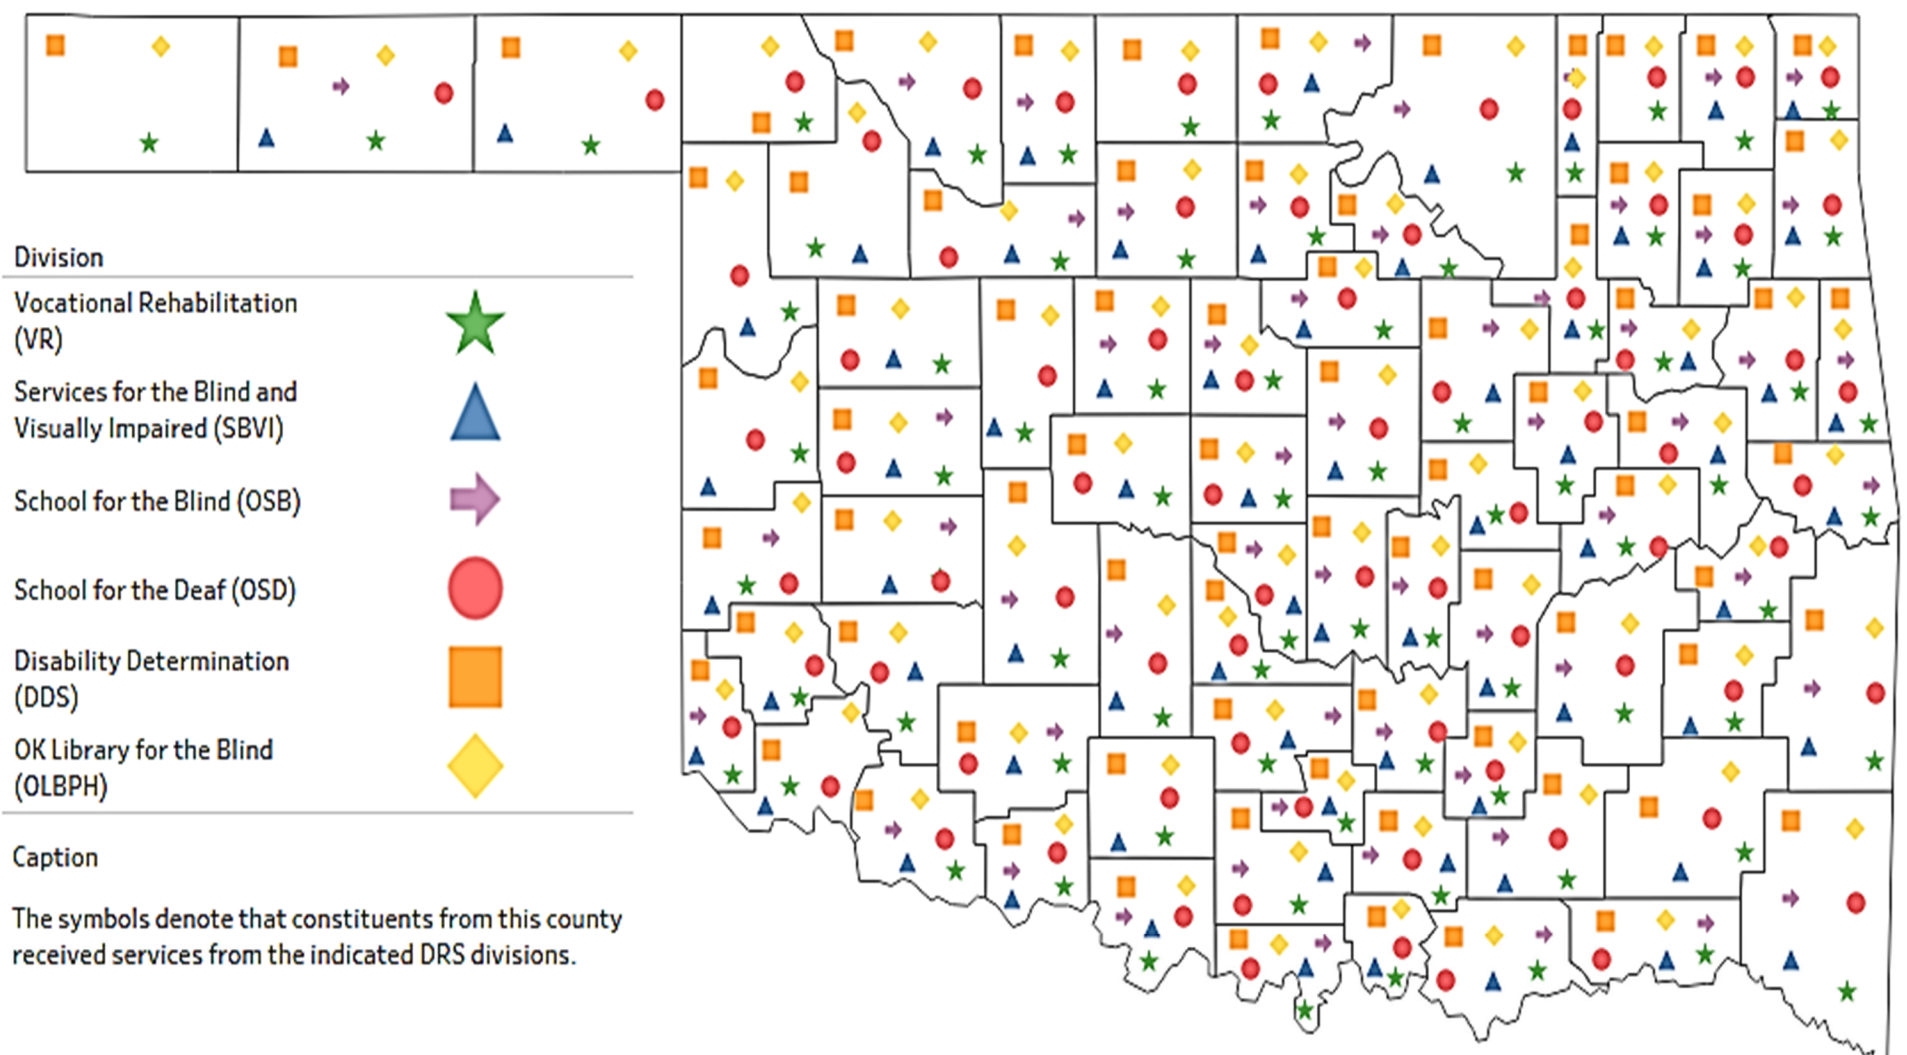 Division
Vocational Rehabilitation
(VR)
Services for the Blind and
Visually Impaired (SBVI)
School for the Blind (OSB)
School for the Deaf (OSD)
Disability Determination
(DDS)
OK Library for the Blind
(OLBPH)
Caption
The symbols denote that constituents from this county
received services from the indicated DRS divisions.